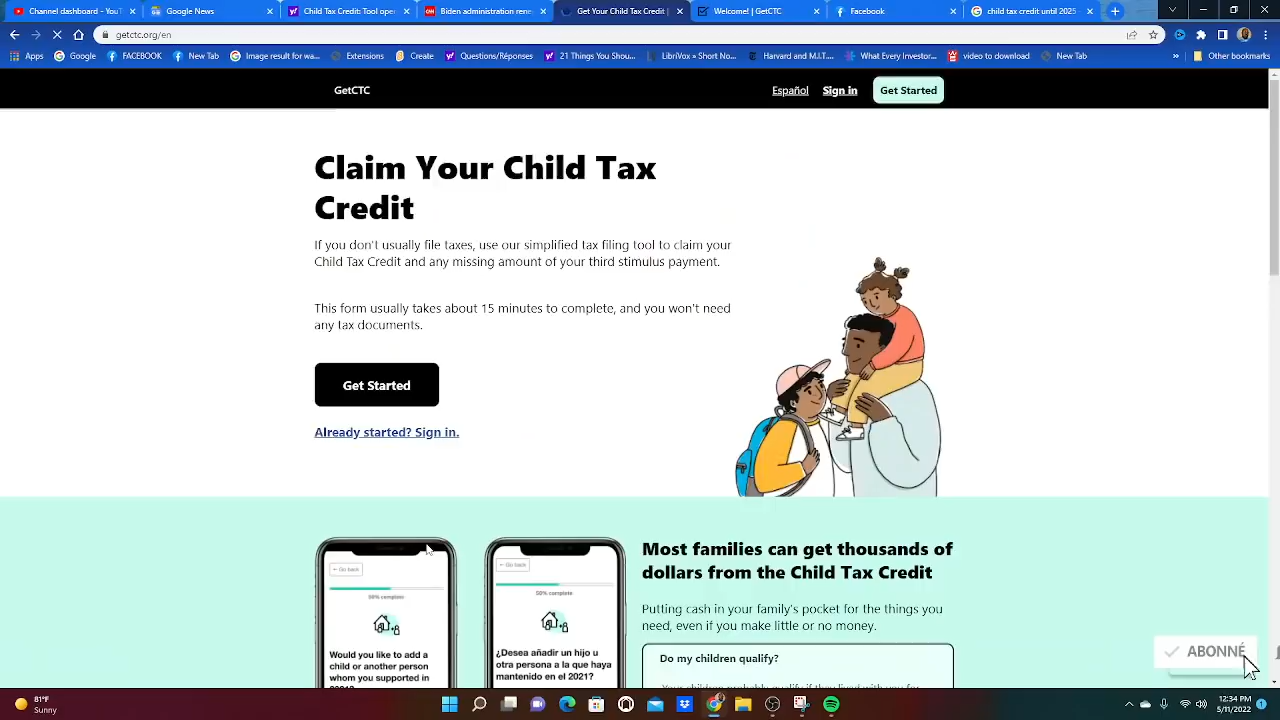 Channel dashboard – YouT
Google News
Child Tax Credit: Tool oper
Biden administration rene
Get Your Child Tax Credit |
Welcome! | GetCTC
Facebook
child tax credit until 2025 -
getctc.org/en
Apps
Google
FACEBOOK
New Tab
Image result for wa...
Extensions
Create
Questions/Réponses
21 Things You Shou...
LibriVox » Short No...
Harvard and M.I.T....
What Every Investor...
video to download
New Tab
»
Other bookmarks
GetCTC
Español
Sign in
Get Started
Claim Your Child Tax
Credit
If you don't usually file taxes, use our simplified tax filing tool to claim your
Child Tax Credit and any missing amount of your third stimulus payment.
This form usually takes about 15 minutes to complete, and you won't need
any tax documents.
Get Started
Already started? Sign in.
← Go back
50% complete
Would you like to add a
child or another person
whom you supported in
← Go back
50% complete
¿Desea añadir un hijo u
otra persona a la que haya
mantenido en el 2021?
Most families can get thousands of
dollars from the Child Tax Credit
Putting cash in your family's pocket for the things you
need, even if you make little or no money.
Do my children qualify?
ABONNÉ
81°F
Sunny
12:34 PM